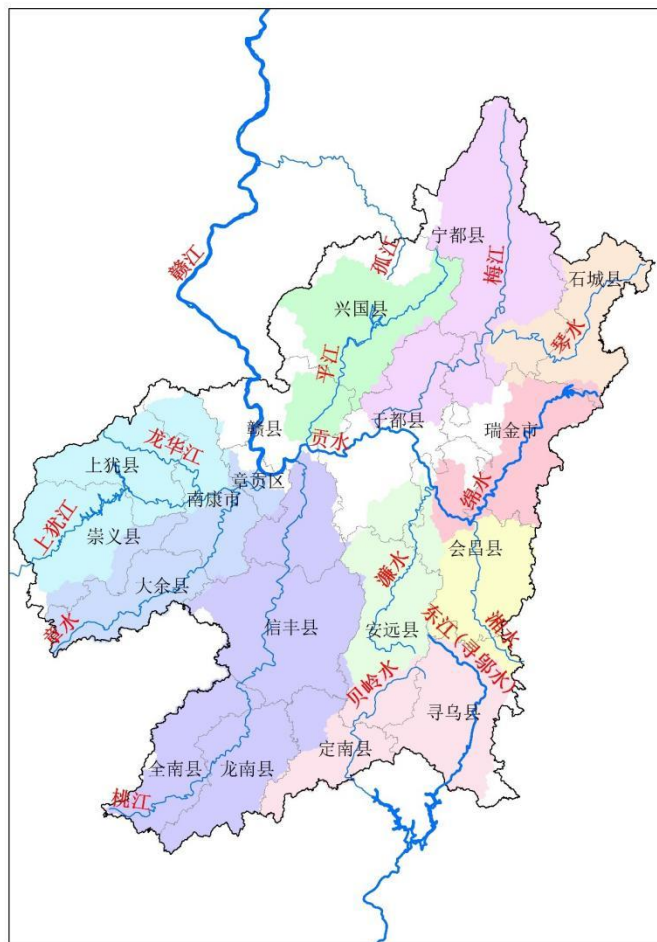 宁都县
孤江
梅江
赣江
石城县
兴国县
琴水
平江
于都县
赣县
贡水
瑞金市
龙华江
上犹县
章贡区
南康市
绵水
上犹江
崇义县
会昌县
大余县
濂水
湘水
章水
信丰县
安远县
东江(寻邬水)
贝岭水
寻乌县
定南县
全南县
龙南县
桃江